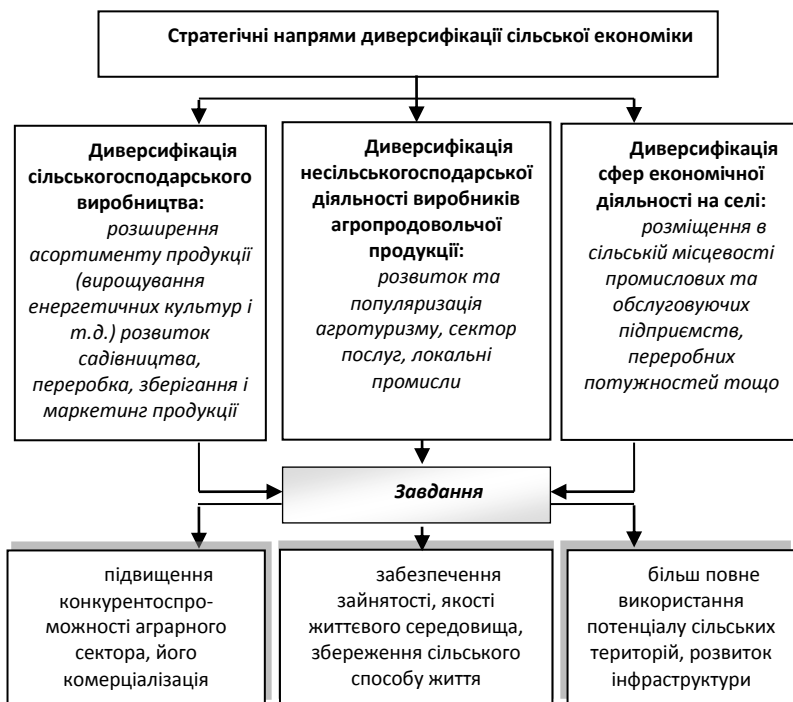 Стратегічні напрями диверсифікації сільської економіки
Диверсифікація
сільськогосподарського
виробництва:
розширення
асортименту продукції
(вирощування
енергетичних культур і
т.д.) розвиток
садівництва,
переробка, зберігання і
маркетинг продукції
Диверсифікація
несільськогосподарської
діяльності виробників
агропродовольчої
продукції:
розвиток та
популяризація
агротуризму, сектор
послуг, локальні
промисли
Диверсифікація
сфер економічної
діяльності на селі:
розміщення в
сільській місцевості
промислових та
обслуговуючих
підприємств,
переробних
потужностей тощо
Завдання
підвищення
конкурентоспро-
можності аграрного
сектора, його
комерціалізація
забезпечення
зайнятості, якості
життєвого середовища,
збереження сільського
способу життя
більш повне
використання
потенціалу сільських
територій, розвиток
інфраструктури